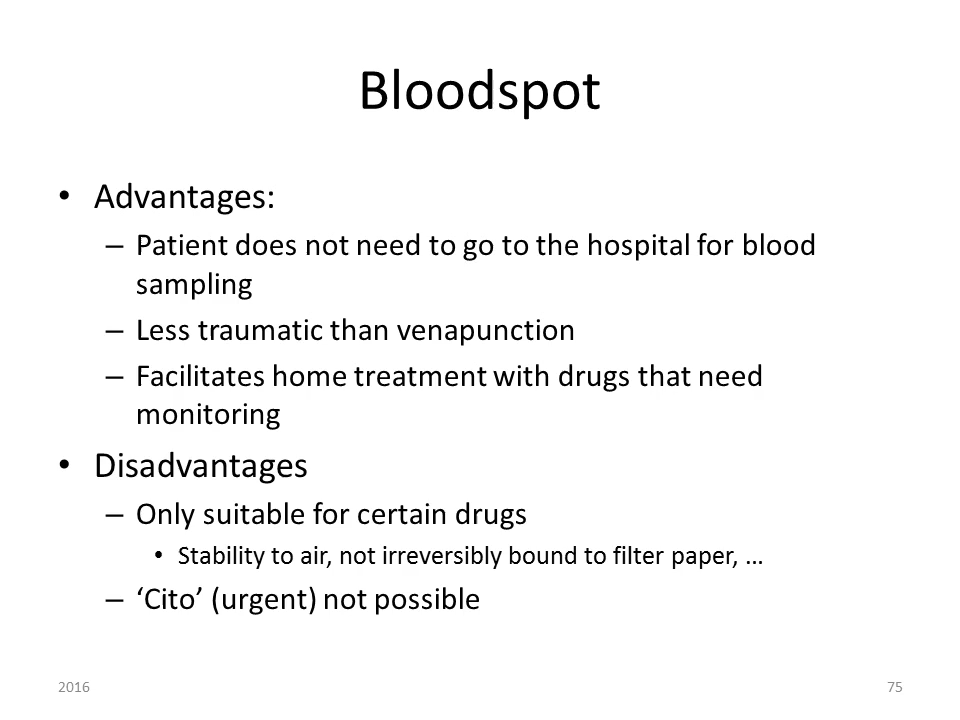 Bloodspot
• Advantages:
– Patient does not need to go to the hospital for blood
sampling
– Less traumatic than venapunction
– Facilitates home treatment with drugs that need
monitoring
• Disadvantages
– Only suitable for certain drugs
• Stability to air, not irreversibly bound to filter paper, …
– ‘Cito’ (urgent) not possible
2016
75